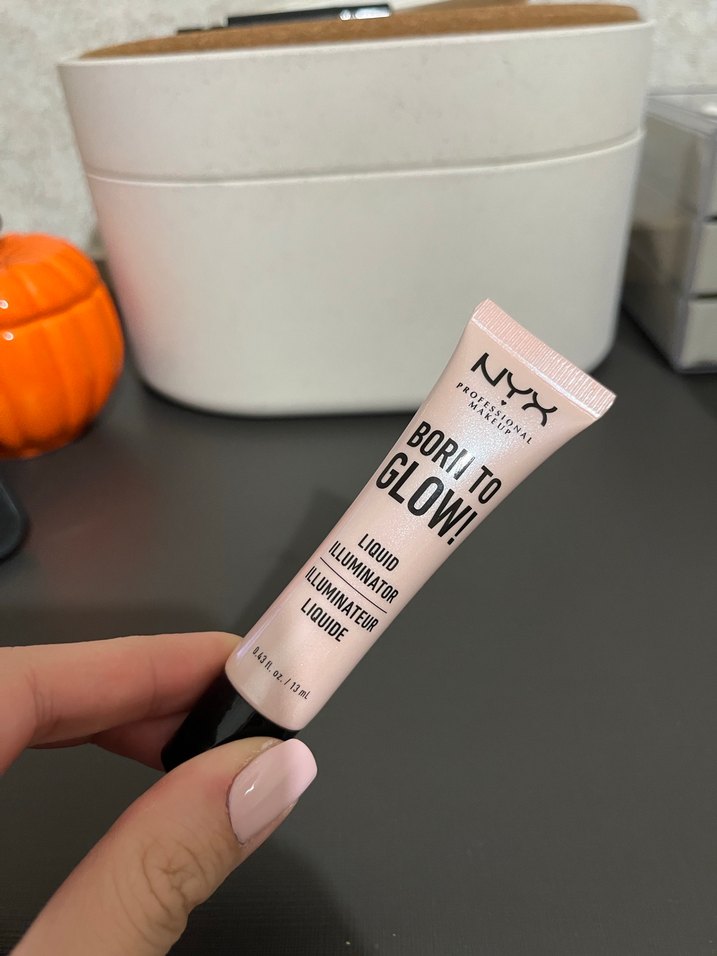 NYX
PROFESSIONAL
MAKEUP
BORN TO
GLOW!
LIQUID
ILLUMINATOR
ILLUMINATEUR
LIQUIDE
0.43 fl. oz. / 13 mL